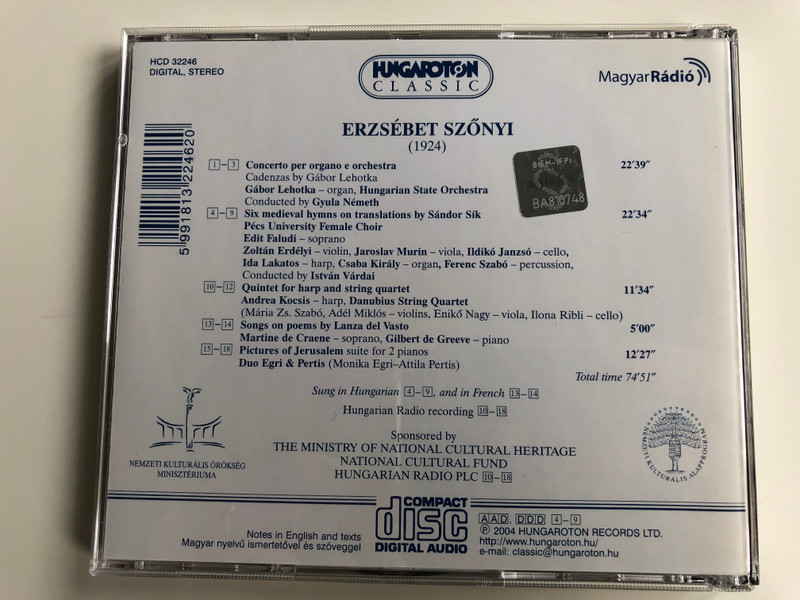 HCD 32246
DIGITAL, STEREO
HUNGAROTON
CLASSIC
MagyarRádió
5 991813 224620
ERZSÉBET SZŐNYI
(1924)
1–3 Concerto per organo e orchestra 22'39"
Cadenzas by Gábor Lehotka
Gábor Lehotka – organ, Hungarian State Orchestra
Conducted by Gyula Németh
BIEM-IFPI
BA810748
4–9 Six medieval hymns on translations by Sándor Sík 22'34"
Pécs University Female Choir
Edit Faludi – soprano
Zoltán Erdélyi – violin, Jaroslav Murin – viola, Ildikó Janzsó – cello,
Ida Lakatos – harp, Csaba Király – organ, Ferenc Szabó – percussion,
Conducted by István Várdai
10–12 Quintet for harp and string quartet 11'34"
Andrea Kocsis – harp, Danubius String Quartet
(Mária Zs. Szabó, Adél Miklós – violins, Enikő Nagy – viola, Ilona Ribli – cello)
13–14 Songs on poems by Lanza del Vasto 5'00"
Martine de Craene – soprano, Gilbert de Greeve – piano
15–18 Pictures of Jerusalem suite for 2 pianos 12'27"
Duo Egri & Pertis (Monika Egri–Attila Pertis)
Total time 74'51"
Sung in Hungarian 4–9, and in French 13–14
Hungarian Radio recording 10–18
Sponsored by
THE MINISTRY OF NATIONAL CULTURAL HERITAGE
NATIONAL CULTURAL FUND
HUNGARIAN RADIO PLC 10–18
NEMZETI KULTURÁLIS ÖRÖKSÉG
MINISZTÉRIUMA
NEMZETI KULTURÁLIS ALAPPROGRAM
Notes in English and texts
Magyar nyelvű ismertetővel és szöveggel
COMPACT
disc
DIGITAL AUDIO
AAD, DDD 4–9
Ⓟ 2004 HUNGAROTON RECORDS LTD.
http://www.hungaroton.hu/
e-mail: classic@hungaroton.hu